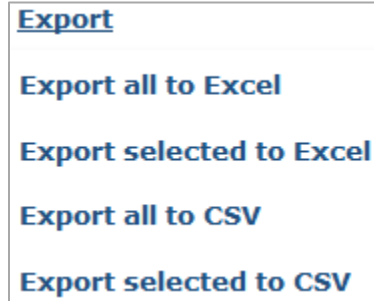 Export
Export all to Excel
Export selected to Excel
Export all to CSV
Export selected to CSV